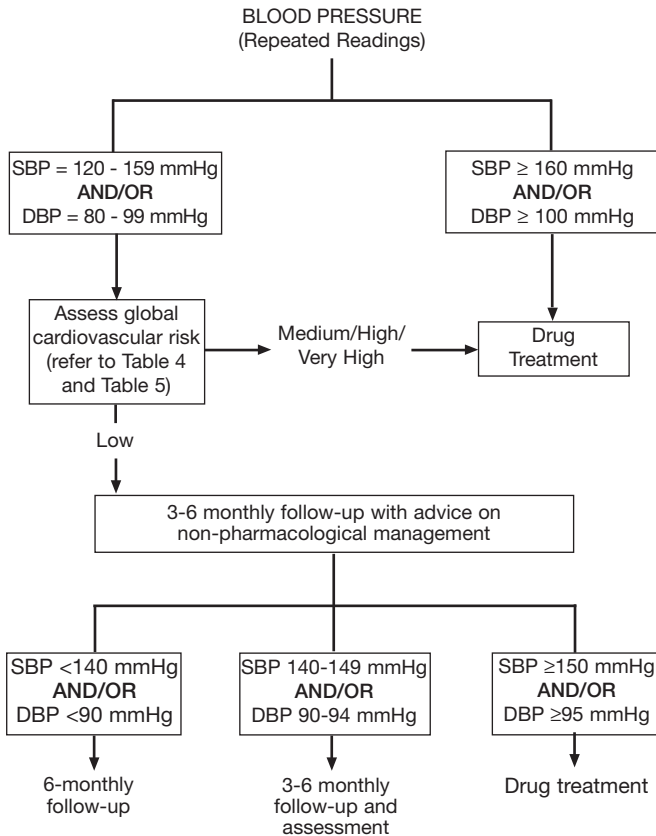 BLOOD PRESSURE
(Repeated Readings)
SBP = 120 - 159 mmHg
AND/OR
DBP = 80 - 99 mmHg
SBP ≥ 160 mmHg
AND/OR
DBP ≥ 100 mmHg
Assess global
cardiovascular risk
(refer to Table 4
and Table 5)
Medium/High/
Very High
Drug
Treatment
Low
3-6 monthly follow-up with advice on
non-pharmacological management
SBP <140 mmHg
AND/OR
DBP <90 mmHg
SBP 140-149 mmHg
AND/OR
DBP 90-94 mmHg
SBP ≥150 mmHg
AND/OR
DBP ≥95 mmHg
6-monthly
follow-up
3-6 monthly
follow-up and
assessment
Drug treatment